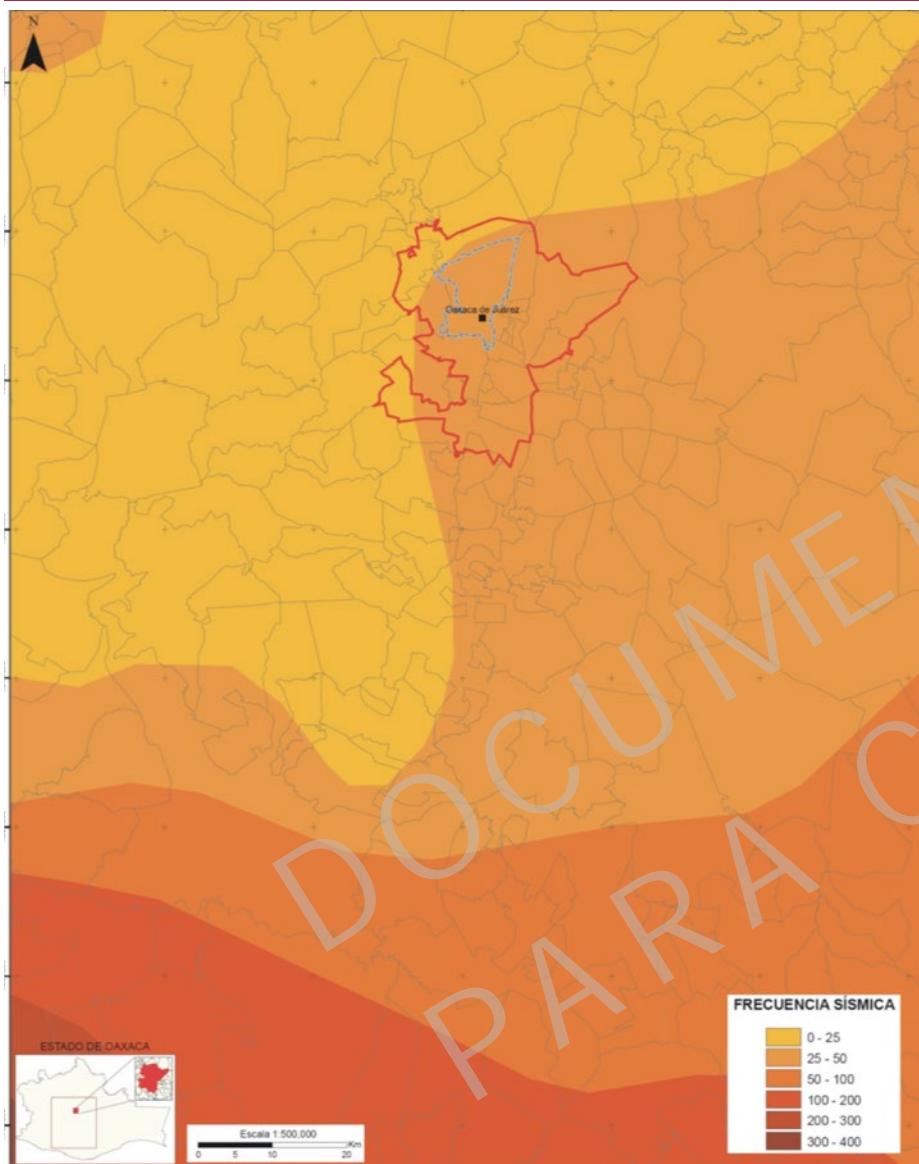 N
Oaxaca de Juárez
DOCUME
PARA C
FRECUENCIA SÍSMICA
0 - 25
25 - 50
50 - 100
100 - 200
200 - 300
300 - 400
ESTADO DE OAXACA
Escala 1:500,000
Km
0 5 10 20